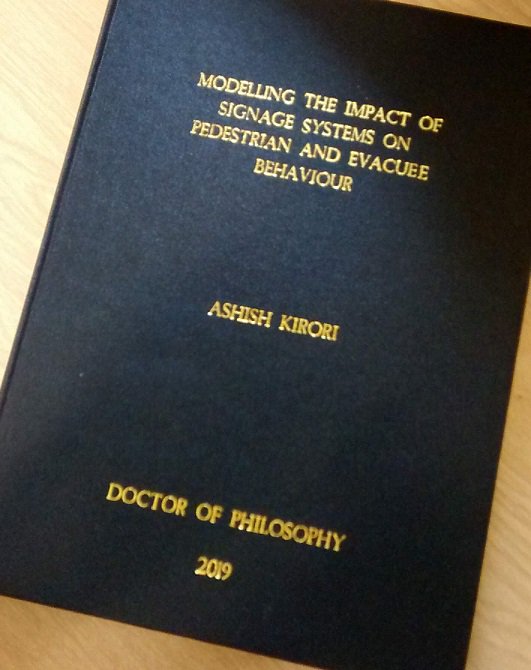 MODELLING THE IMPACT OF
SIGNAGE SYSTEMS ON
PEDESTRIAN AND EVACUEE
BEHAVIOUR
ASHISH KIRORI
DOCTOR OF PHILOSOPHY
2019